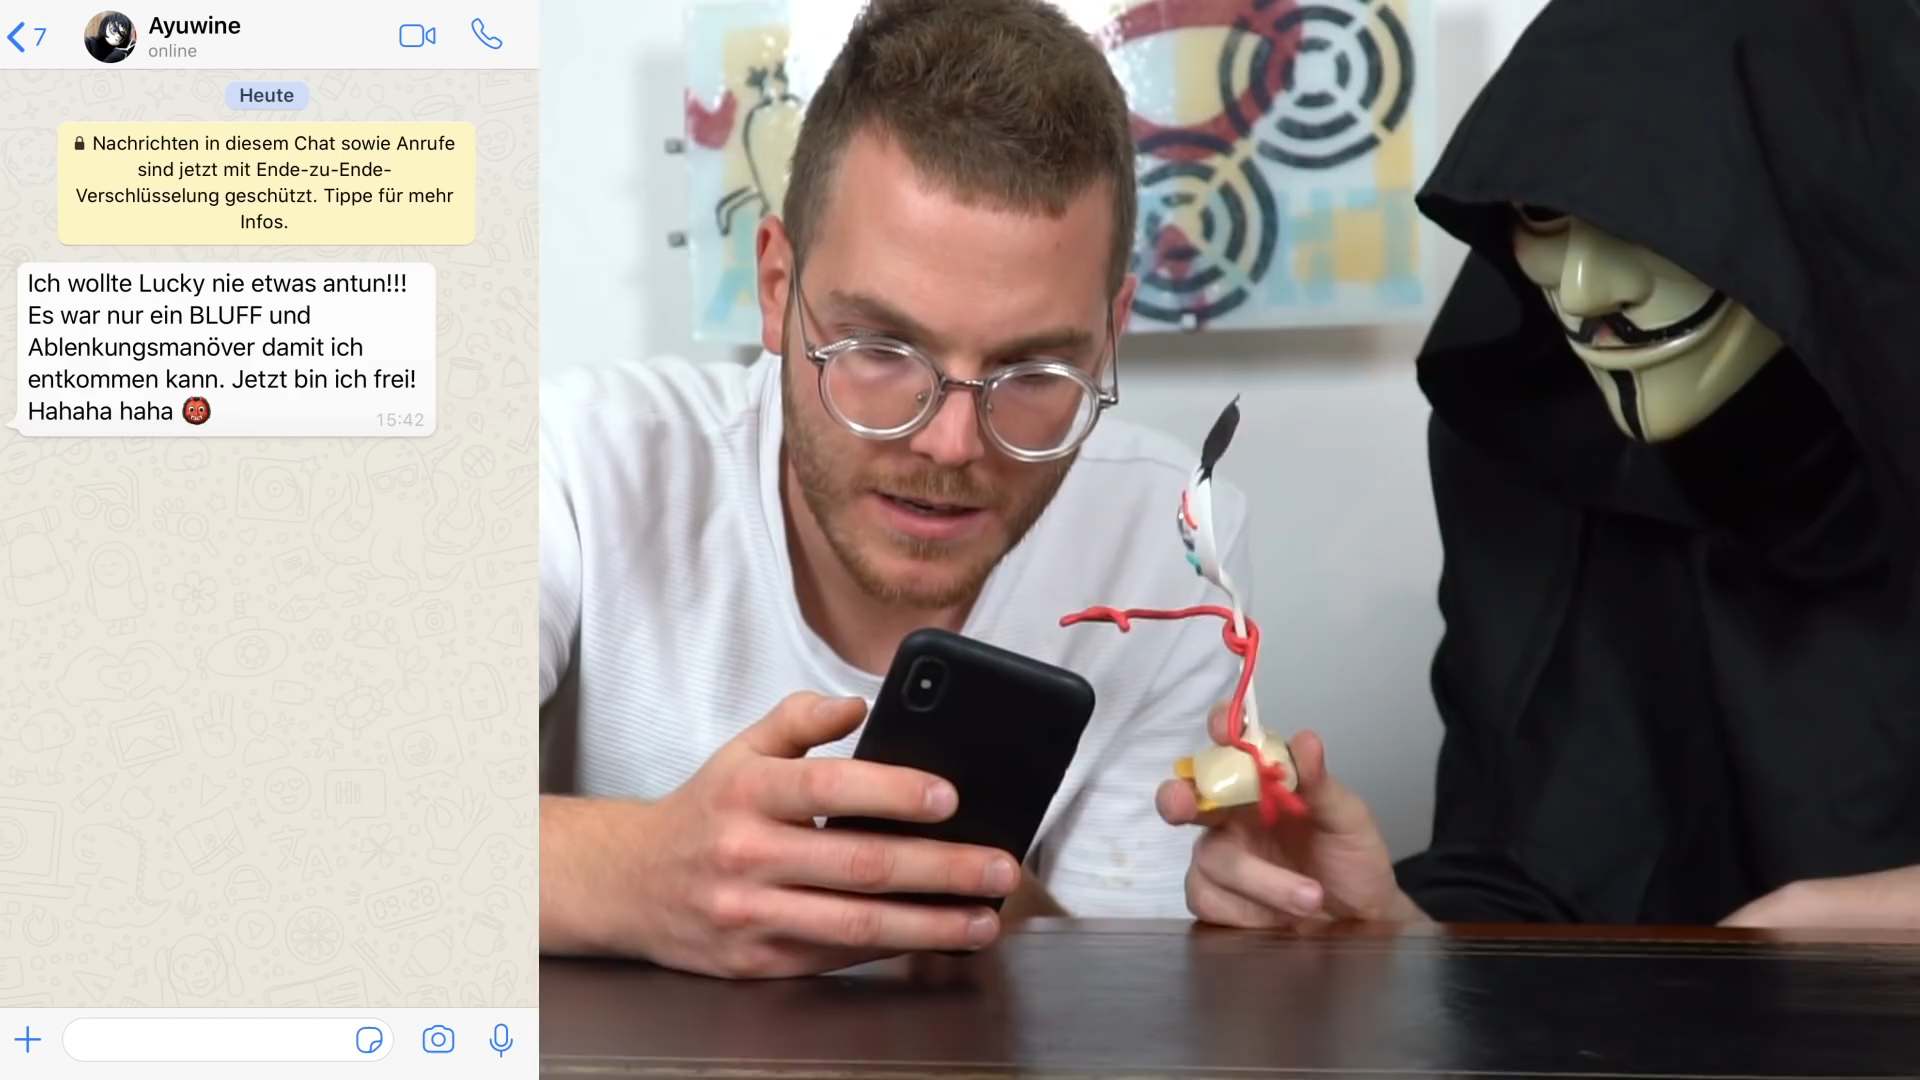 7
Ayuwine
online
Heute
Nachrichten in diesem Chat sowie Anrufe
sind jetzt mit Ende-zu-Ende-
Verschlüsselung geschützt. Tippe für mehr
Infos.
Ich wollte Lucky nie etwas antun!!!
Es war nur ein BLUFF und
Ablenkungsmanöver damit ich
entkommen kann. Jetzt bin ich frei!
Hahaha haha 👹
15:42
09:28